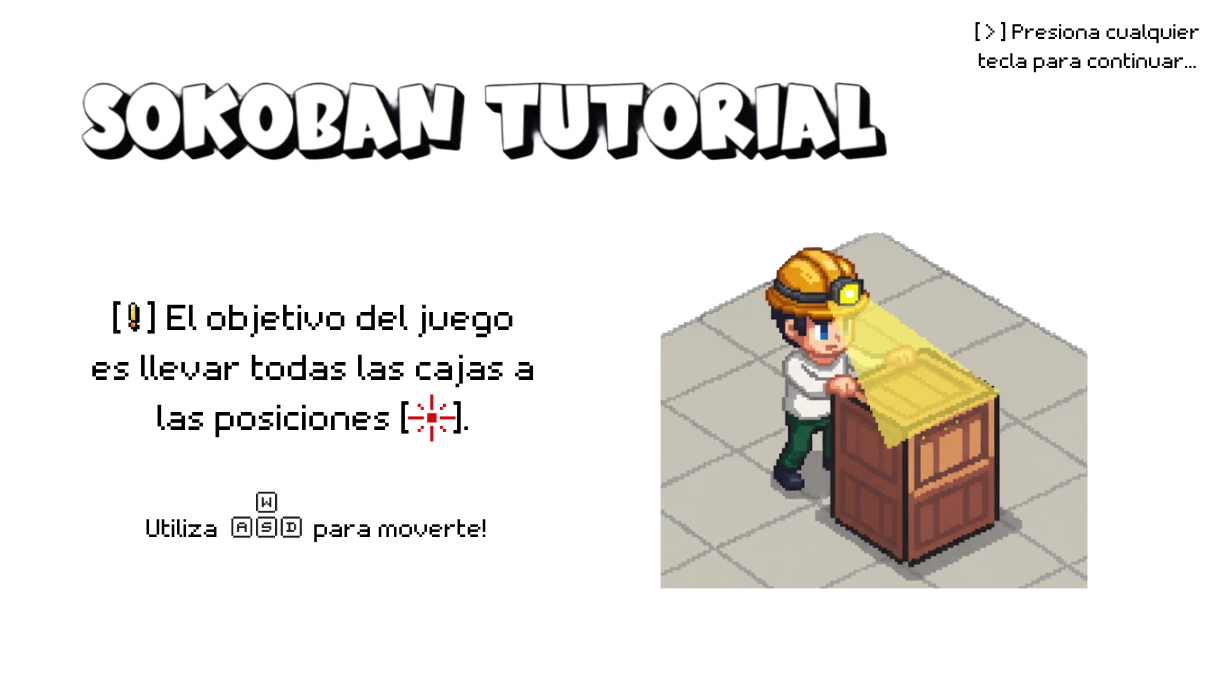 [>] Presiona cualquier
tecla para continuar...
SOKOBAN TUTORIAL
[!] El objetivo del juego
es llevar todas las cajas a
las posiciones [ ].
W
Utiliza A S D para moverte!